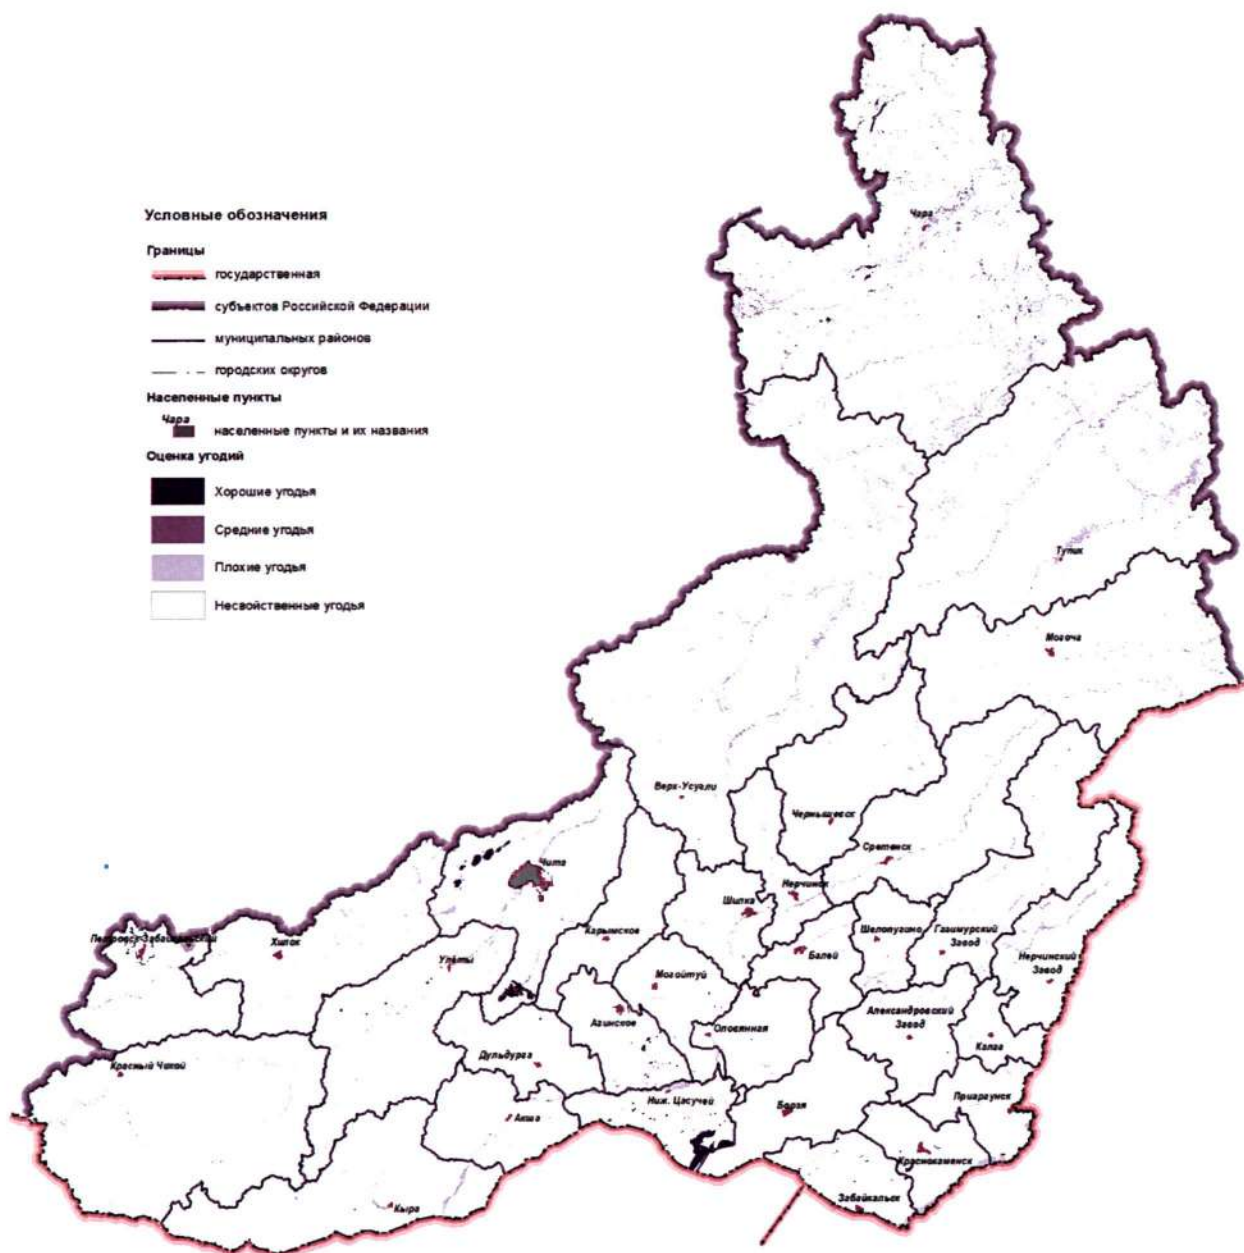 Условные обозначения
Границы
государственная
субъектов Российской Федерации
муниципальных районов
городских округов
Населенные пункты
Чара
населенные пункты и их названия
Оценка угодий
Хорошие угодья
Средние угодья
Плохие угодья
Несвойственные угодья
Чара
Тупик
Могоча
Верх-Усугли
Чернышевск
Сретенск
Чита
Нерчинск
Шилка
Карымское
Шелопугино
Газимурский
Завод
Петровск-Забайкальский
Хилок
Улёты
Балей
Нерчинский
Завод
Могойтуй
Агинское
Оловянная
Александровский
Завод
Калга
Дульдурга
Красный Чикой
Приаргунск
Ниж. Цасучей
Борзя
Акша
Краснокаменск
Забайкальск
Кыра